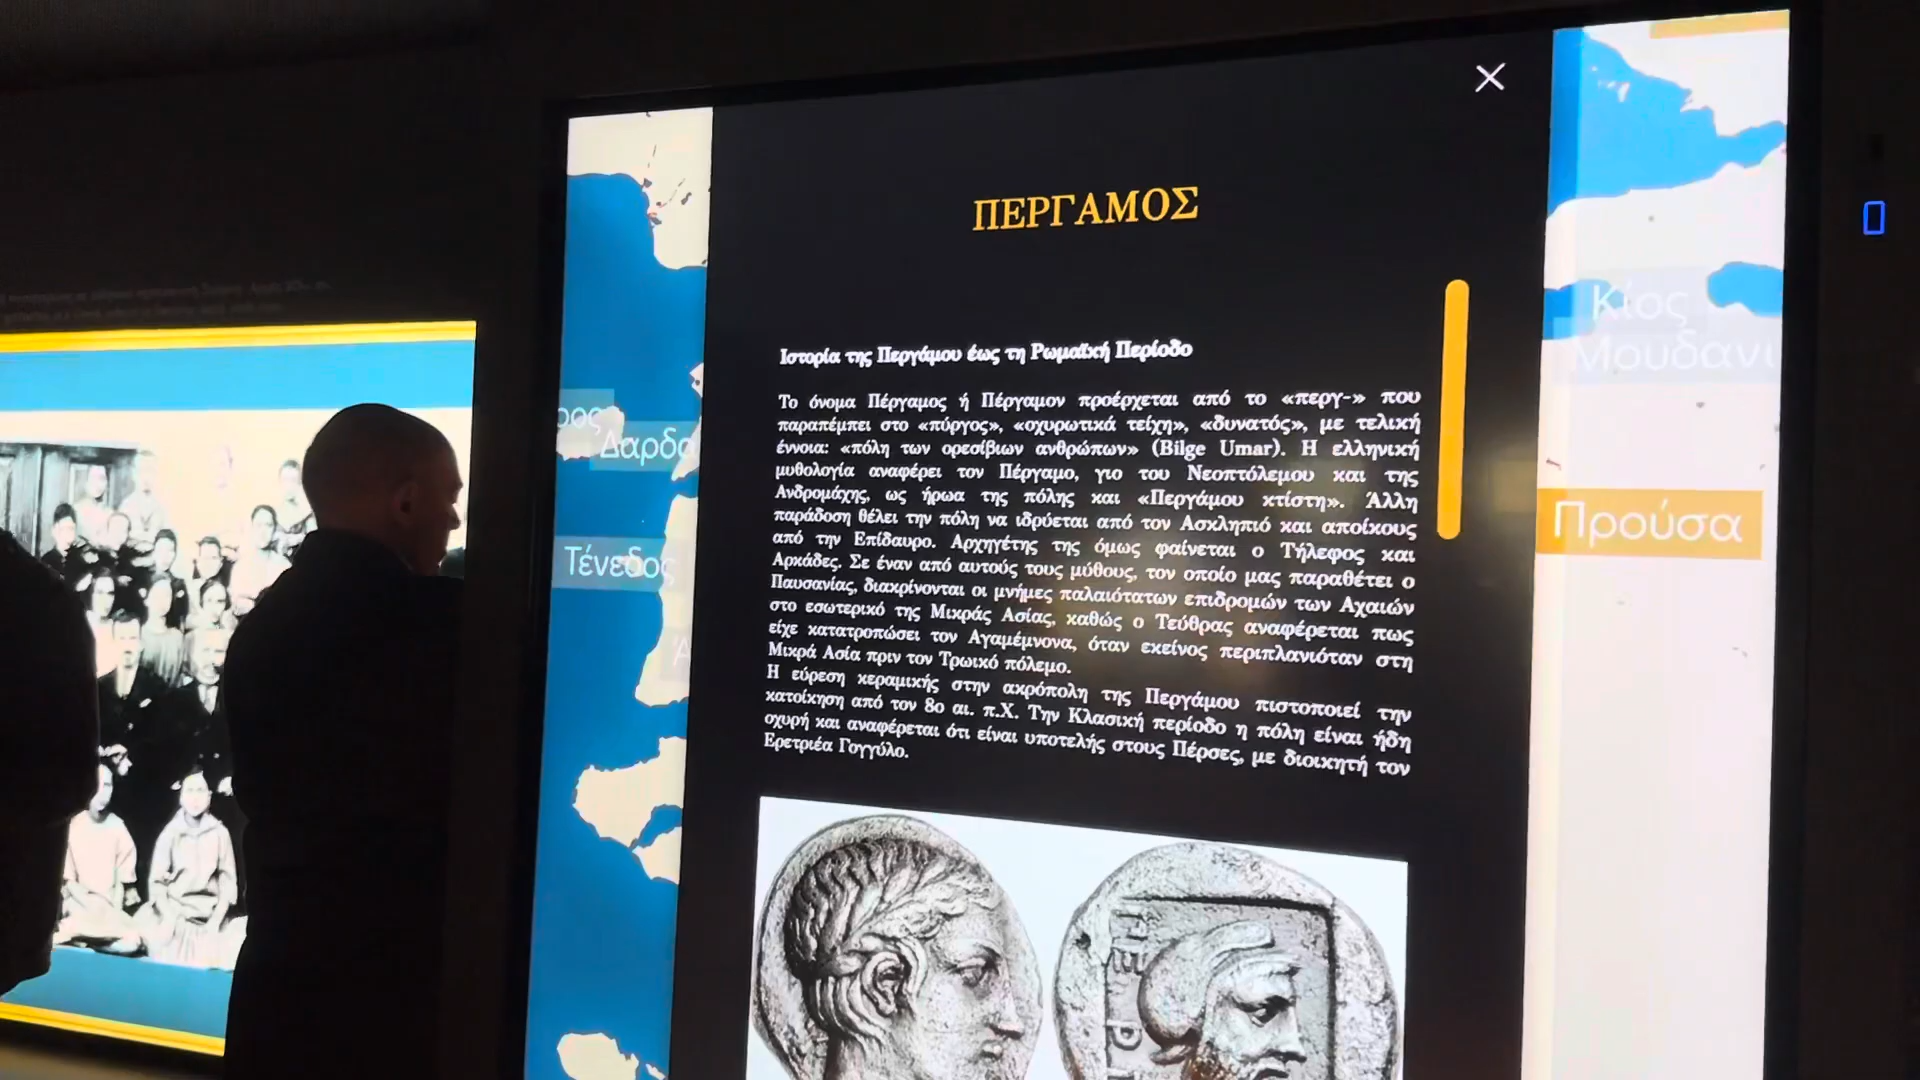 ΠΕΡΓΑΜΟΣ
Ιστορία της Περγάμου έως τη Ρωμαϊκή Περίοδο
Το όνομα Πέργαμος ή Πέργαμον προέρχεται από το «περγ-» που
παραπέμπει στο «πύργος», «οχυρωτικά τείχη», «δυνατός», με τελική
έννοια: «πόλη των ορεσίβιων ανθρώπων» (Bilge Umar). Η ελληνική
μυθολογία αναφέρει τον Πέργαμο, γιο του Νεοπτόλεμου και της
Ανδρομάχης, ως ήρωα της πόλης και «Περγάμου κτίστη». Άλλη
παράδοση θέλει την πόλη να ιδρύεται από τον Ασκληπιό και αποίκους
από την Επίδαυρο. Αρχηγέτης της όμως φαίνεται ο Τήλεφος και
Αρκάδες. Σε έναν από αυτούς τους μύθους, τον οποίο μας παραθέτει ο
Παυσανίας, διακρίνονται οι μνήμες παλαιότατων επιδρομών των Αχαιών
στο εσωτερικό της Μικράς Ασίας, καθώς ο Τεύθρας αναφέρεται πως
είχε κατατροπώσει τον Αγαμέμνονα, όταν εκείνος περιπλανιόταν στη
Μικρά Ασία πριν τον Τρωικό πόλεμο.
Η εύρεση κεραμικής στην ακρόπολη της Περγάμου πιστοποιεί την
κατοίκηση από τον 8ο αι. π.Χ. Την Κλασική περίοδο η πόλη είναι ήδη
οχυρή και αναφέρεται ότι είναι υποτελής στους Πέρσες, με διοικητή τον
Ερετριέα Γογγύλο.
ρος
Δαρδα
Τένεδος
Κίος
Μουδανι
Προύσα
ΠΕΡ